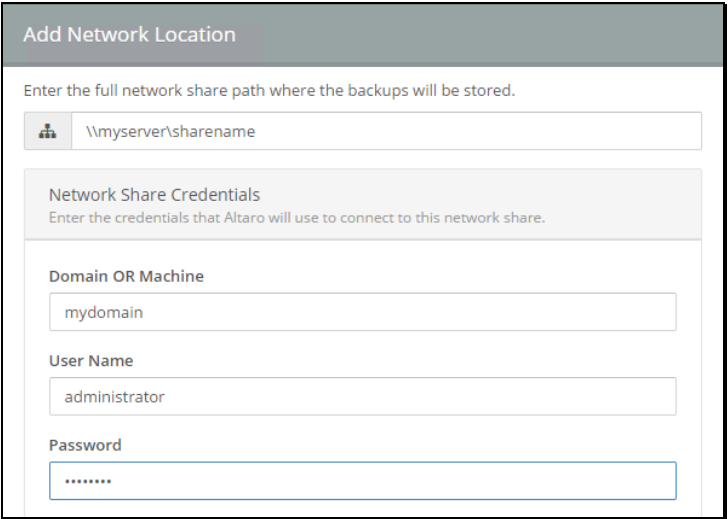 Add Network Location
Enter the full network share path where the backups will be stored.
\\myserver\sharename
Network Share Credentials
Enter the credentials that Altaro will use to connect to this network share.
Domain OR Machine
mydomain
User Name
administrator
Password
••••••••